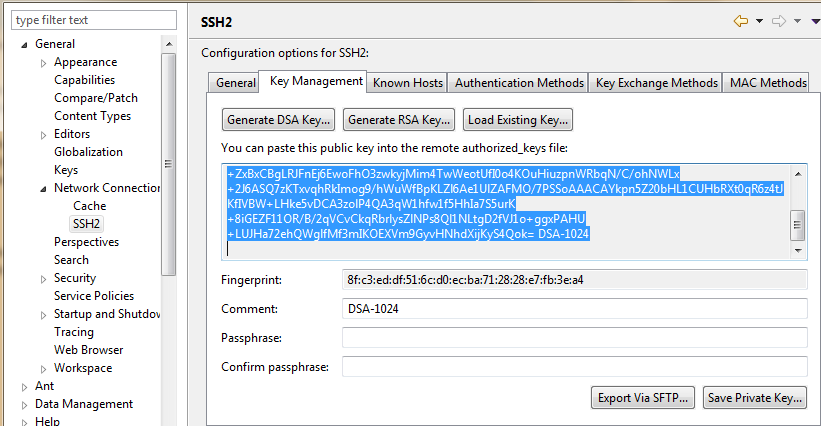 type filter text
General
Appearance
Capabilities
Compare/Patch
Content Types
Editors
Globalization
Keys
Network Connection
Cache
SSH2
Perspectives
Search
Security
Service Policies
Startup and Shutdov
Tracing
Web Browser
Workspace
Ant
Data Management
Help
SSH2
Configuration options for SSH2:
General Key Management Known Hosts Authentication Methods Key Exchange Methods MAC Methods
Generate DSA Key... Generate RSA Key... Load Existing Key...
You can paste this public key into the remote authorized_keys file:
+ZxBxCBgLRJFnEj6EwoFhO3zwkyjMim4TwWeotUfI0o4KOuHiuzpnWRbqN/C/ohNWLx
+2J6ASQ7zKTxvqhRkImog9/hWuWfBpKLZI6Ae1UIZAFMO/7PSSoAAACAYkpn5Z20bHL1CUHbRXt0qR6z4tJ
KfIVBW+LHke5vDCA3zoIP4QA3qW1hfw1f5HhIa7S5urK
+8iGEZF11OR/B/2qVCvCkqRbrIysZINPs8Ql1NLtgD2fVJ1o+ggxPAHU
+LUJHa72ehQWgIfMf3mIKOEXVm9GyvHNhdXijKyS4Qok= DSA-1024
Fingerprint: 8f:c3:ed:df:51:6c:d0:ec:ba:71:28:28:e7:fb:3e:a4
Comment: DSA-1024
Passphrase:
Confirm passphrase:
Export Via SFTP... Save Private Key...